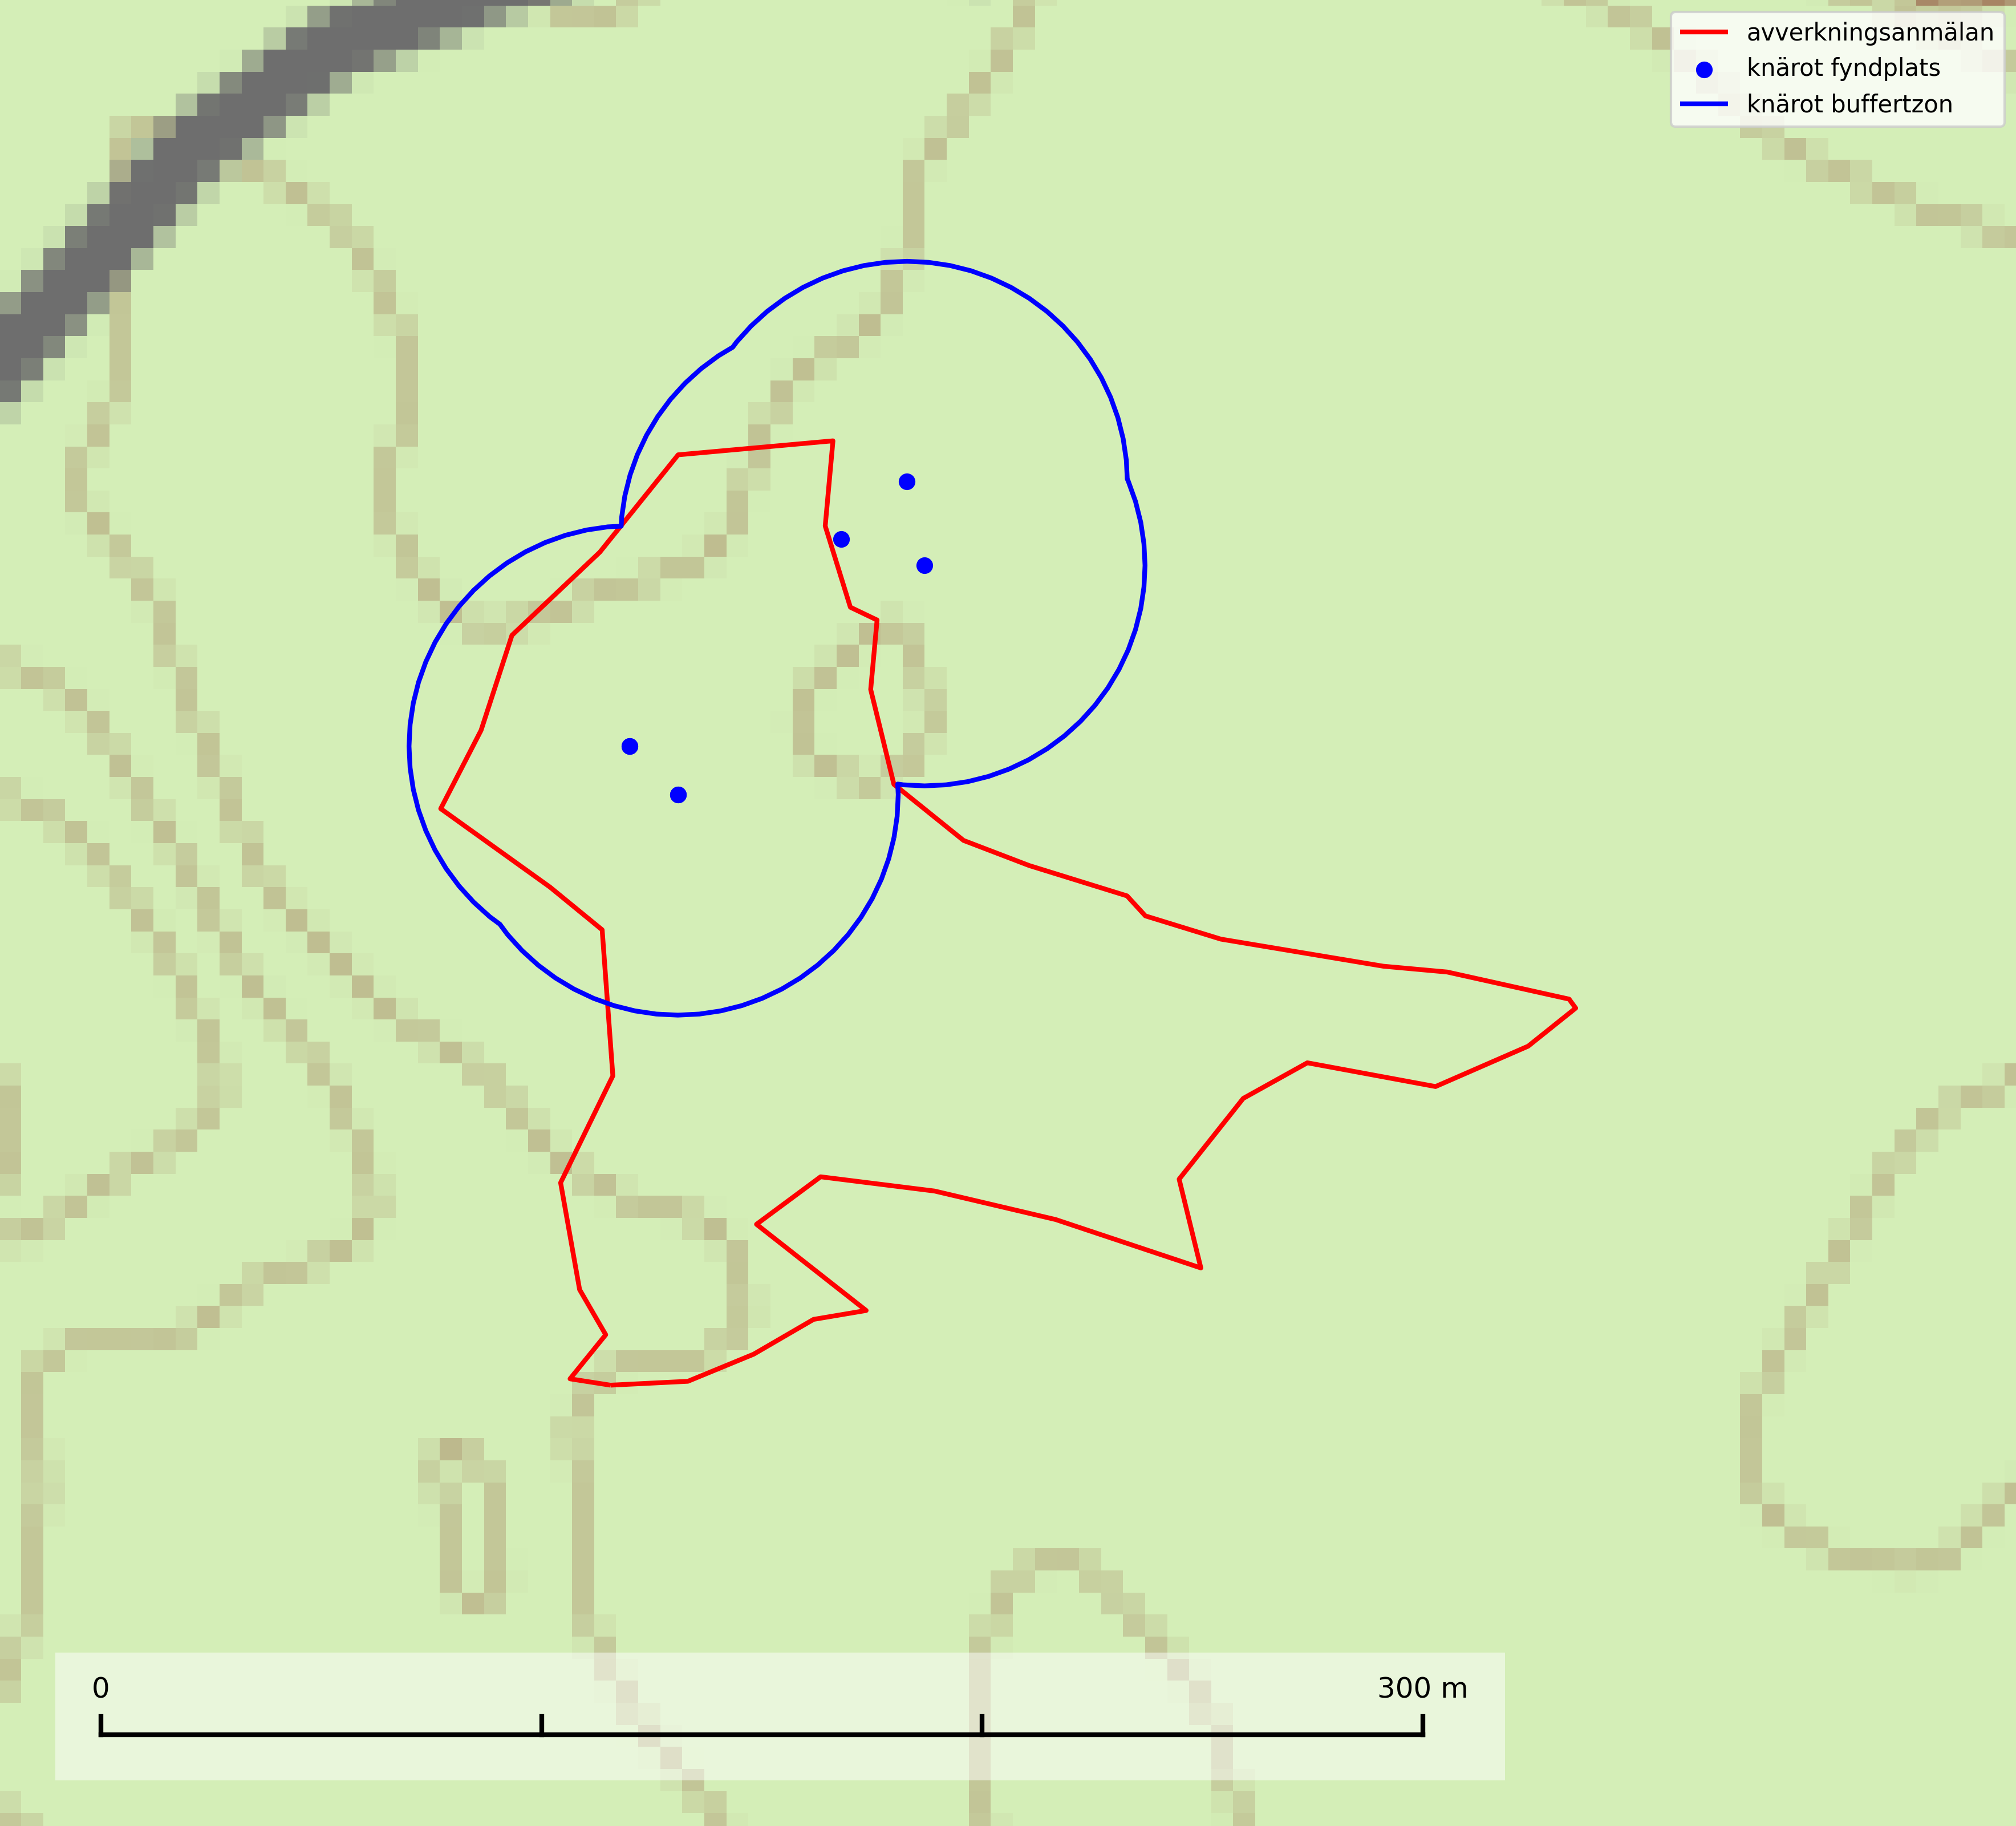 avverkningsanmälan
knärot fyndplats
knärot buffertzon
0
300 m